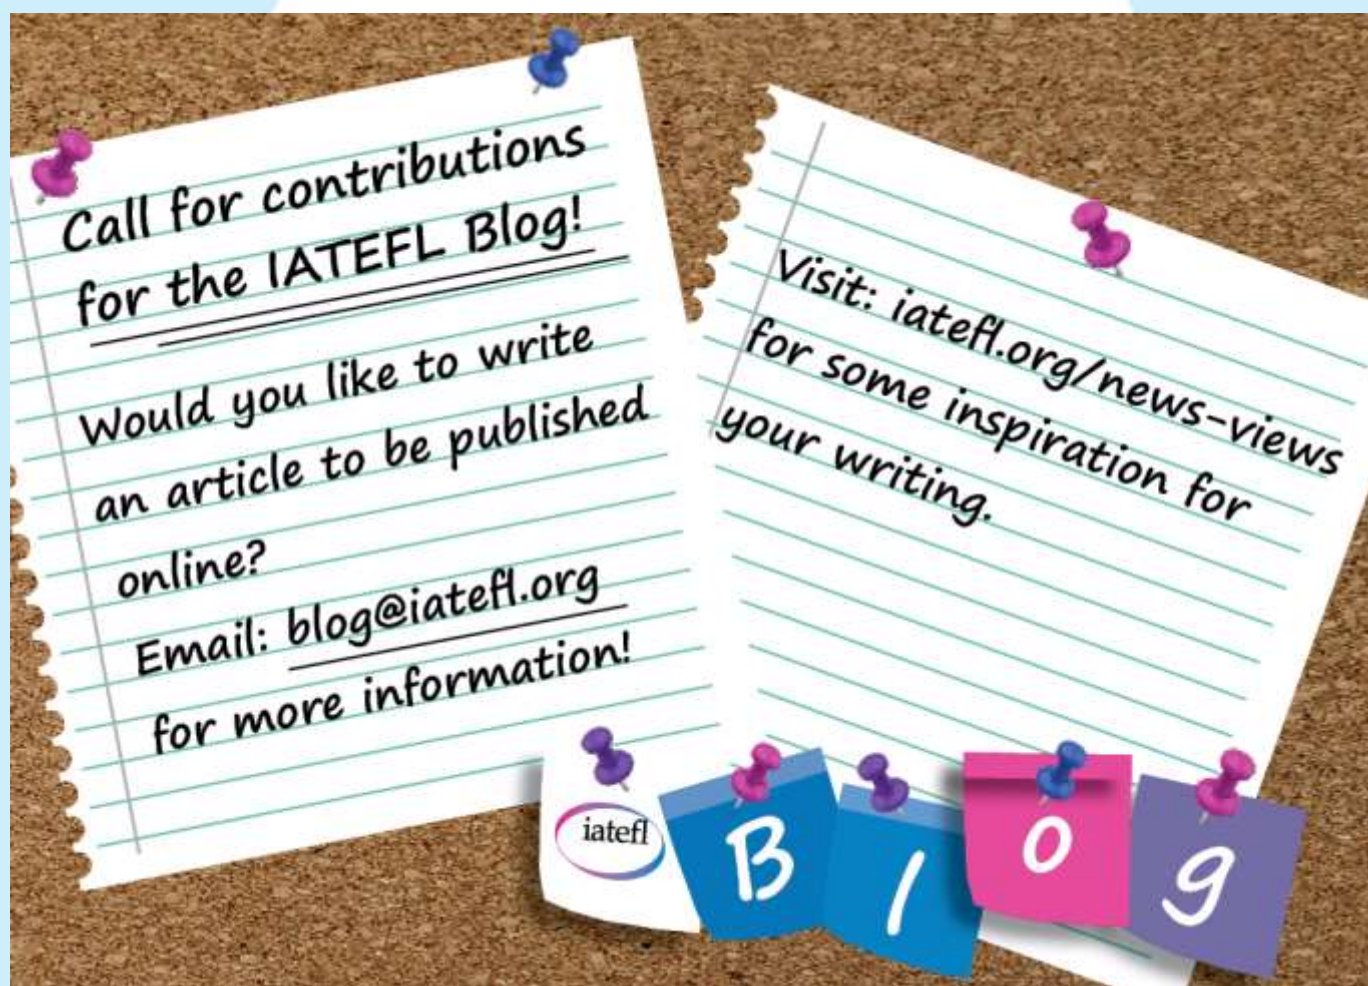 Call for contributions
for the IATEFL Blog!
Would you like to write
an article to be published
online?
Email: blog@iatefl.org
for more information!
Visit: iatefl.org/news-views
for some inspiration for
your writing.
iatefl
Blog